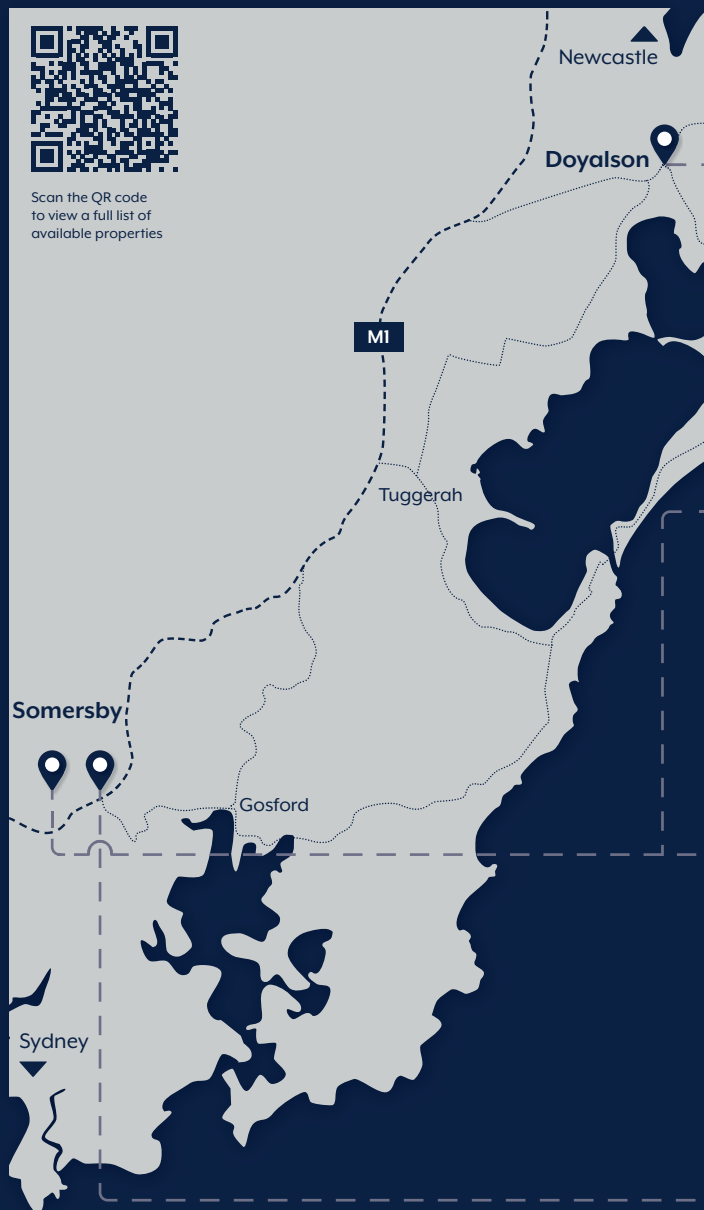 Newcastle
Doyalson
Scan the QR code
to view a full list of
available properties
M1
Tuggerah
Somersby
Gosford
Sydney